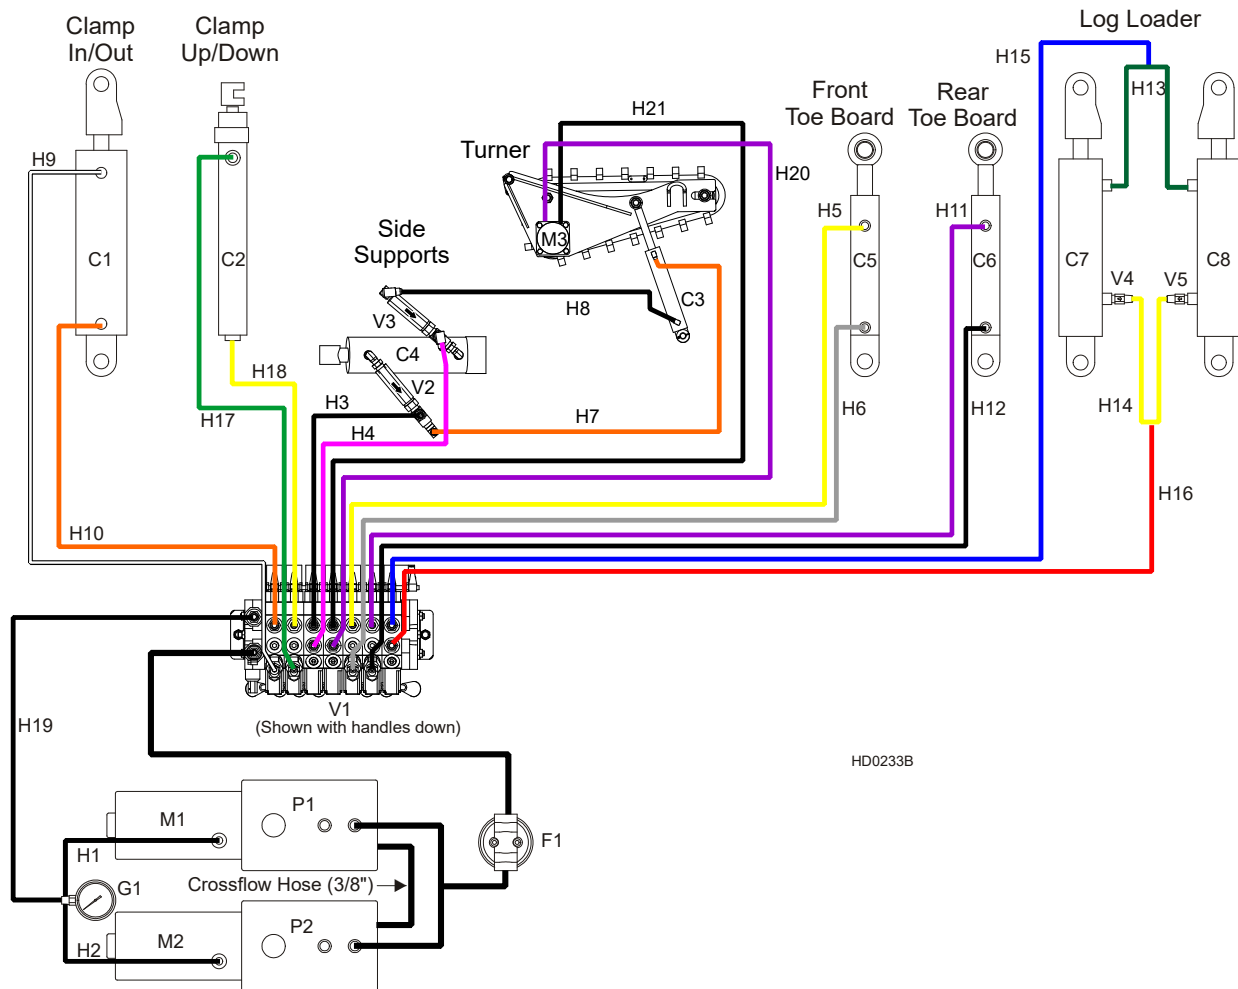 Clamp
In/Out
Clamp
Up/Down
Log Loader
H15
H13
Front
Toe Board
Rear
Toe Board
H21
Turner
H20
H9
Side
Supports
M3
H5
H11
C1
C2
C3
C5
C6
C7
C8
V4
V5
H8
V3
C4
V2
H18
H17
H3
H4
H7
H6
H12
H14
H16
H10
V1
(Shown with handles down)
H19
HD0233B
M1
P1
F1
H1
G1
Crossflow Hose (3/8")
H2
M2
P2